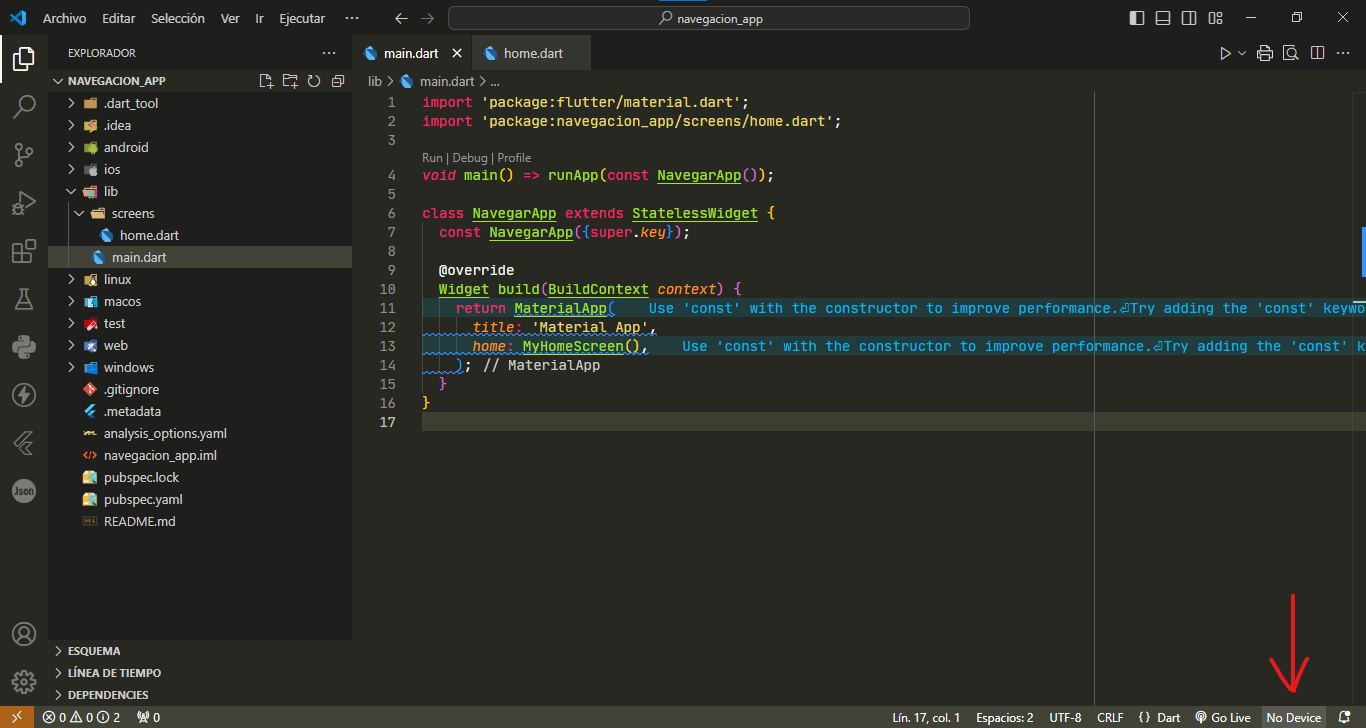 Archivo Editar Selección Ver Ir Ejecutar ··· navegacion_app
EXPLORADOR ···
NAVEGACION_APP
.dart_tool
.idea
android
ios
lib
screens
home.dart
main.dart
linux
macos
test
web
windows
.gitignore
.metadata
analysis_options.yaml
navegacion_app.iml
pubspec.lock
pubspec.yaml
README.md
ESQUEMA
LÍNEA DE TIEMPO
DEPENDENCIES
Json
main.dart home.dart
lib > main.dart > ...
1 import 'package:flutter/material.dart';
2 import 'package:navegacion_app/screens/home.dart';
3
Run | Debug | Profile
4 void main() => runApp(const NavegarApp());
5
6 class NavegarApp extends StatelessWidget {
7 const NavegarApp({super.key});
8
9 @override
10 Widget build(BuildContext context) {
11 return MaterialApp( Use 'const' with the constructor to improve performance.⏎Try adding the 'const' keywo
12 title: 'Material App',
13 home: MyHomeScreen(), Use 'const' with the constructor to improve performance.⏎Try adding the 'const' k
14 ); // MaterialApp
15 }
16 }
17
0 0 2 0 Lín. 17, col. 1 Espacios: 2 UTF-8 CRLF {} Dart Go Live No Device